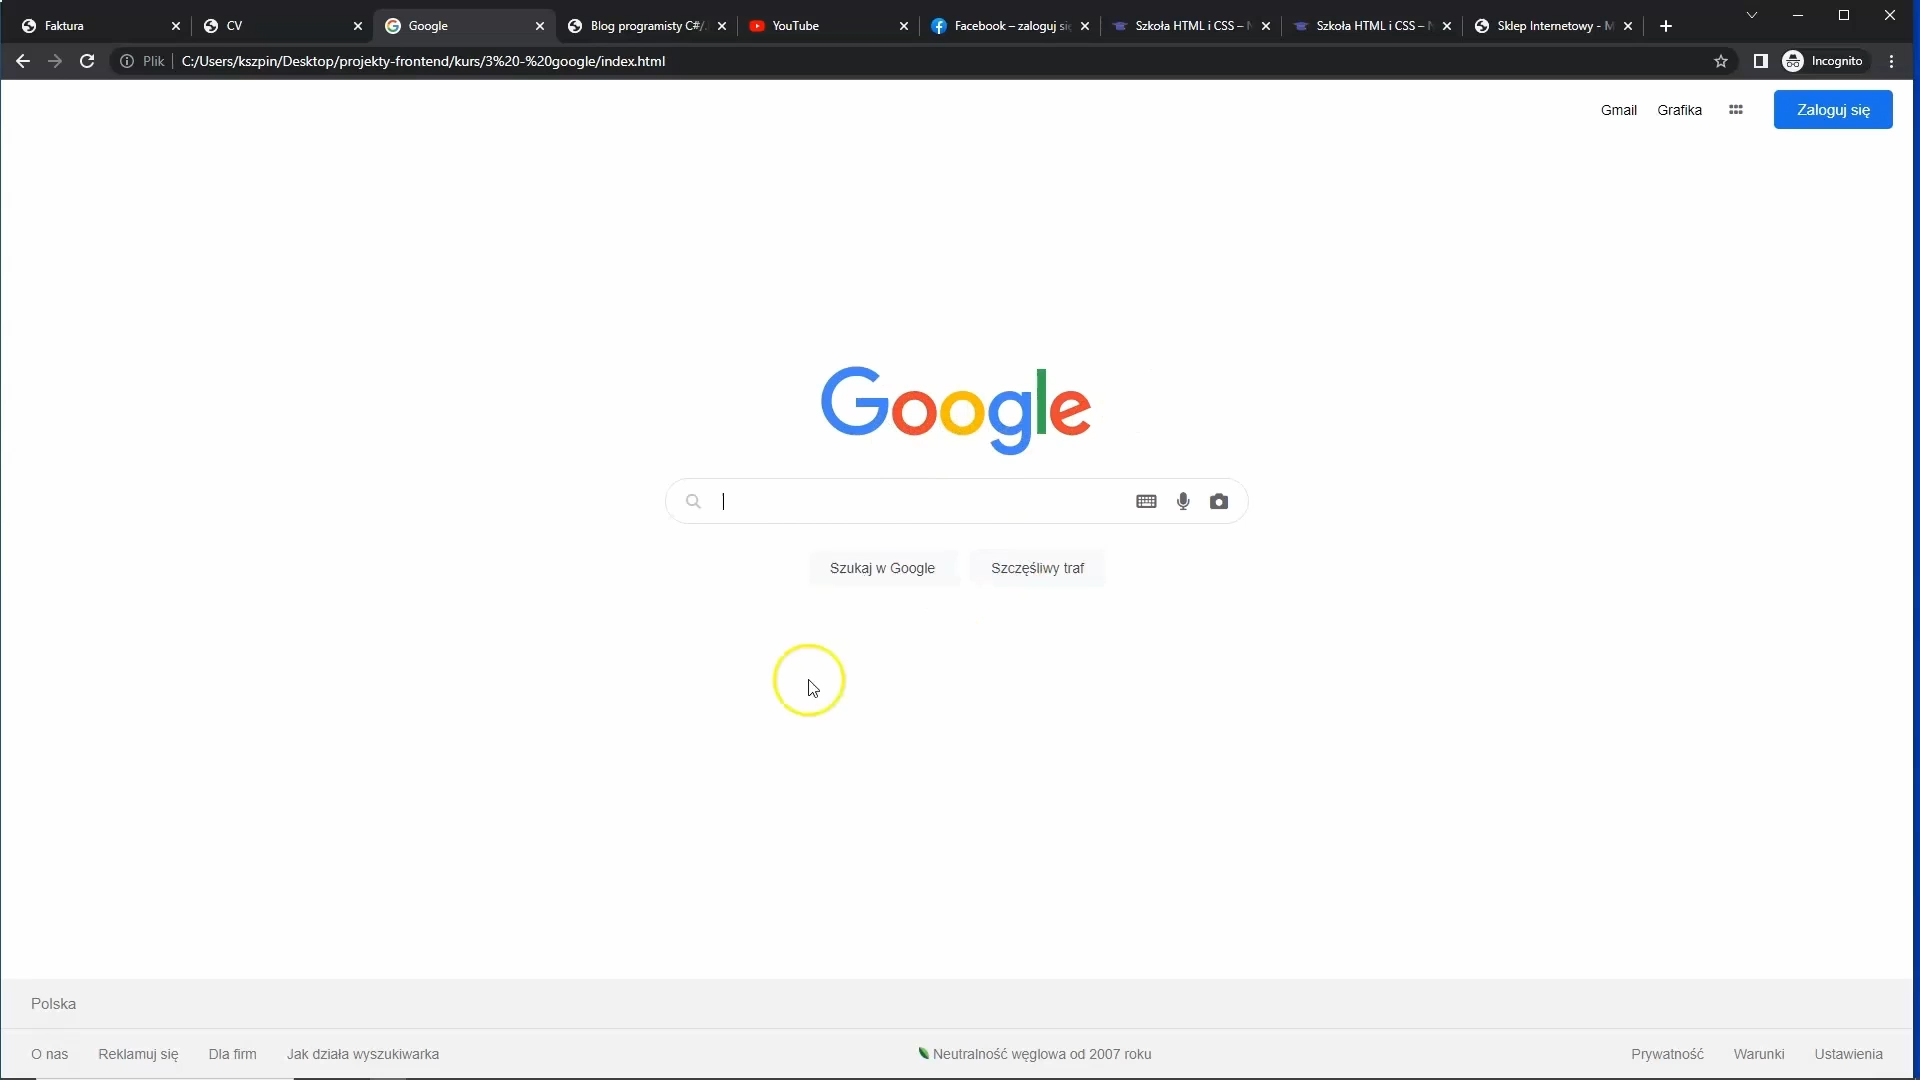 Faktura
CV
Google
Blog programisty C#/.
YouTube
Facebook – zaloguj się
Szkoła HTML i CSS – N
Szkoła HTML i CSS – N
Sklep Internetowy - M
Plik
C:/Users/kszpin/Desktop/projekty-frontend/kurs/3%20-%20google/index.html
Incognito
Gmail
Grafika
Zaloguj się
Google
Szukaj w Google
Szczęśliwy traf
Polska
O nas
Reklamuj się
Dla firm
Jak działa wyszukiwarka
Neutralność węglowa od 2007 roku
Prywatność
Warunki
Ustawienia